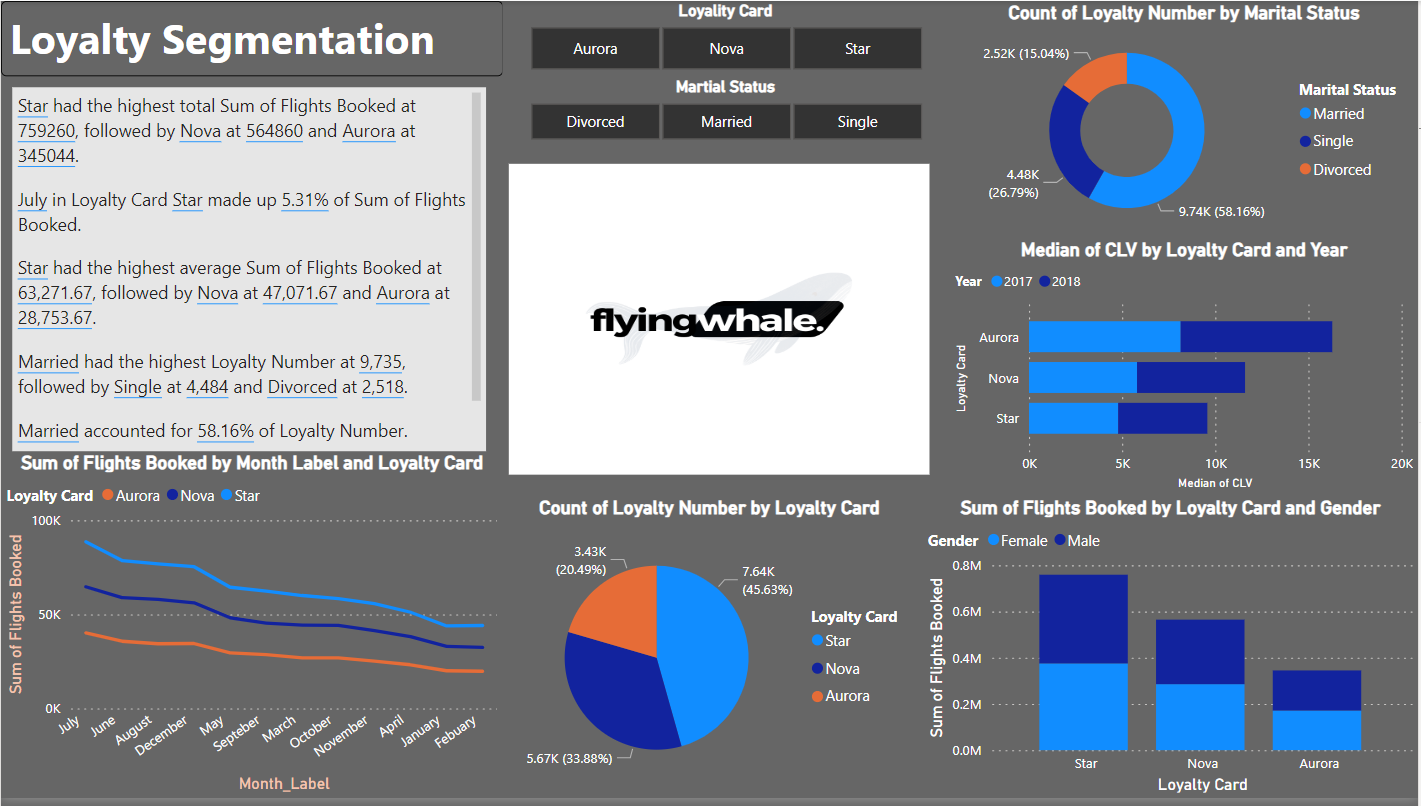 Loyalty Segmentation
Star had the highest total Sum of Flights Booked at
759260, followed by Nova at 564860 and Aurora at
345044.
July in Loyalty Card Star made up 5.31% of Sum of Flights
Booked.
Star had the highest average Sum of Flights Booked at
63,271.67, followed by Nova at 47,071.67 and Aurora at
28,753.67.
Married had the highest Loyalty Number at 9,735,
followed by Single at 4,484 and Divorced at 2,518.
Married accounted for 58.16% of Loyalty Number.
Loyality Card
Aurora Nova Star
Martial Status
Divorced Married Single
flyingwhale.
Count of Loyalty Number by Marital Status
2.52K (15.04%)
4.48K
(26.79%)
9.74K (58.16%)
Marital Status
Married
Single
Divorced
Median of CLV by Loyalty Card and Year
Year 2017 2018
Loyalty Card
Aurora
Nova
Star
0K 5K 10K 15K 20K
Median of CLV
Sum of Flights Booked by Month Label and Loyalty Card
Loyalty Card Aurora Nova Star
Sum of Flights Booked
100K
50K
0K
July June August December May Septeber March October November April January Febuary
Month_Label
Count of Loyalty Number by Loyalty Card
3.43K
(20.49%)
7.64K
(45.63%)
5.67K (33.88%)
Loyalty Card
Star
Nova
Aurora
Sum of Flights Booked by Loyalty Card and Gender
Gender Female Male
Sum of Flights Booked
0.8M
0.6M
0.4M
0.2M
0.0M
Star Nova Aurora
Loyalty Card